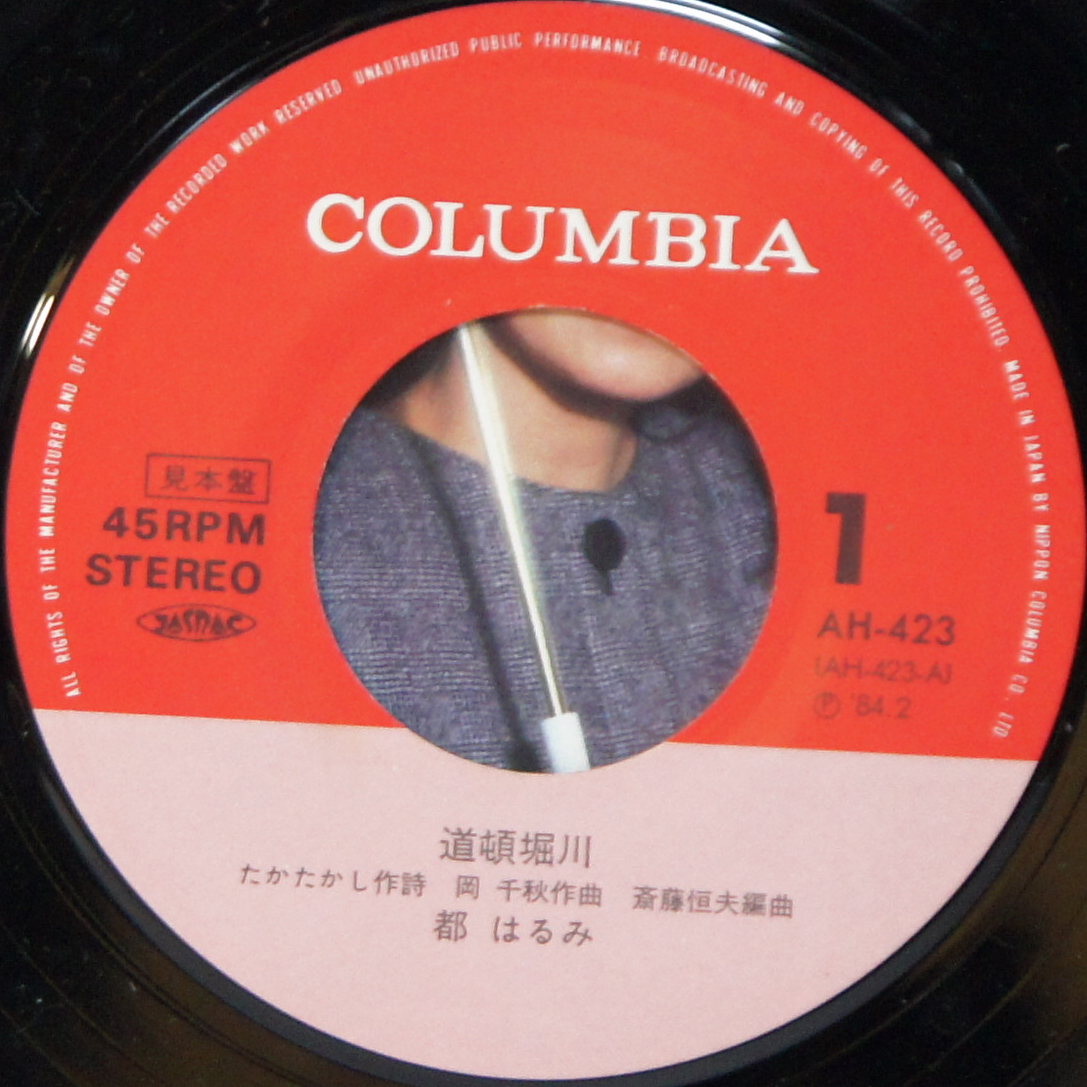 ALL RIGHTS OF THE MANUFACTURER AND OF THE OWNER OF THE RECORDED WORK RESERVED UNAUTHORIZED PUBLIC PERFORMANCE BROADCASTING AND COPYING OF THIS RECORD PROHIBITED. MADE IN JAPAN BY NIPPON COLUMBIA CO., LTD
COLUMBIA
見本盤
45RPM
STEREO
JASRAC
1
AH-423
(AH-423-A)
Ⓟ '84.2
道頓堀川
たかたかし作詩 岡 千秋作曲 斎藤恒夫編曲
都 はるみ